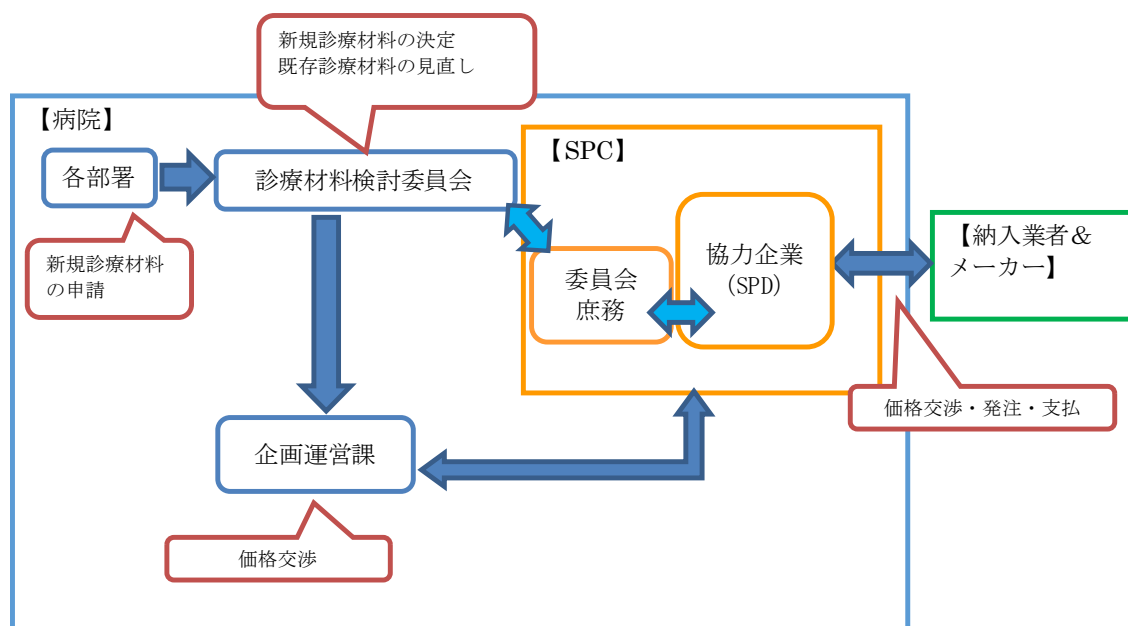 新規診療材料の決定
既存診療材料の見直し
【病院】
【SPC】
各部署
診療材料検討委員会
新規診療材料
の申請
委員会
庶務
協力企業
(SPD)
【納入業者＆
メーカー】
価格交渉・発注・支払
企画運営課
価格交渉